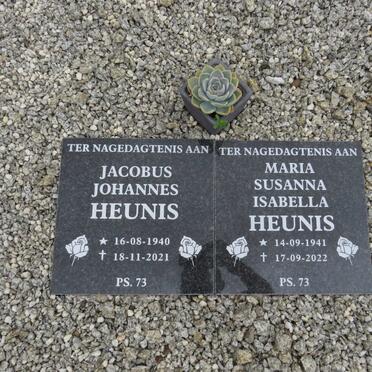 TER NAGEDAGTENIS AAN
JACOBUS
JOHANNES
HEUNIS
★ 16-08-1940
✝ 18-11-2021
PS. 73
TER NAGEDAGTENIS AAN
MARIA
SUSANNA
ISABELLA
HEUNIS
★ 14-09-1941
✝ 17-09-2022
PS. 73